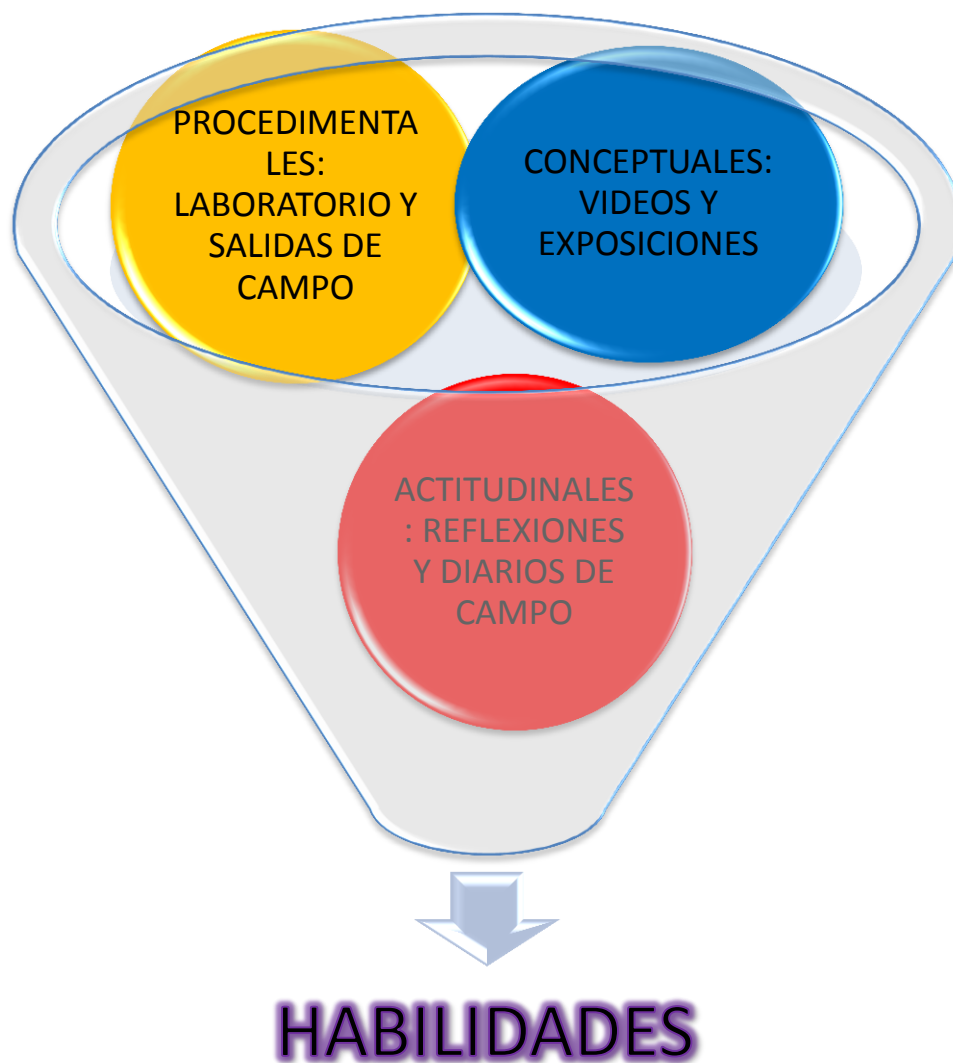 PROCEDIMENTA
LES:
LABORATORIO Y
SALIDAS DE
CAMPO
CONCEPTUALES:
VIDEOS Y
EXPOSICIONES
ACTITUDINALES
: REFLEXIONES
Y DIARIOS DE
CAMPO
HABILIDADES